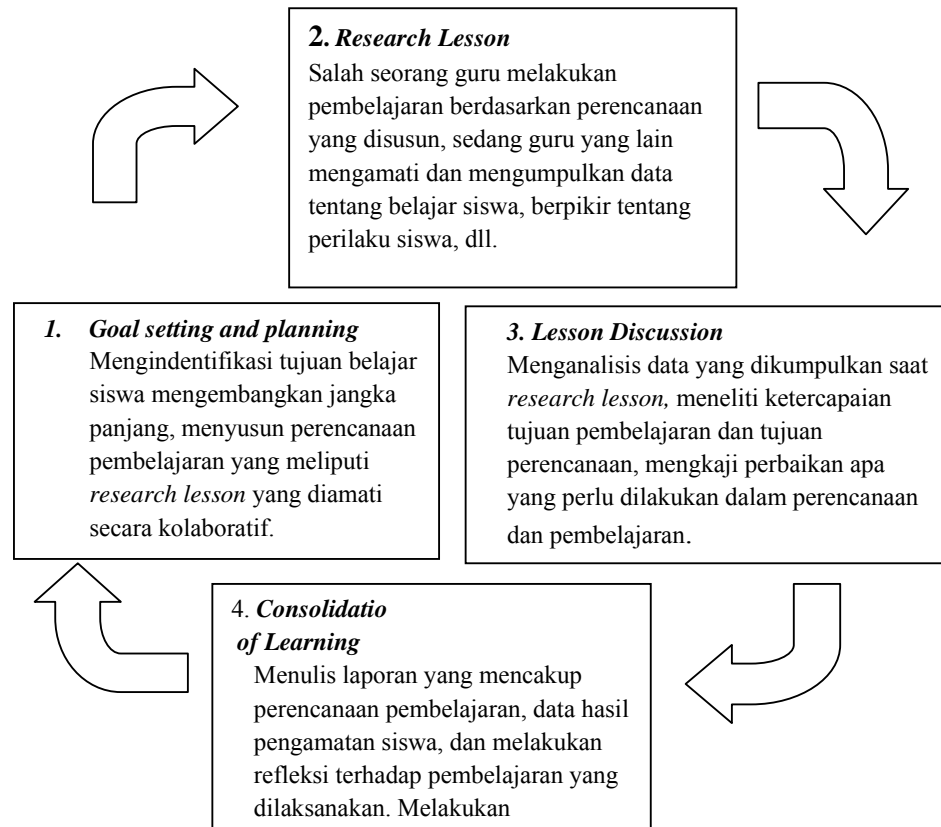 2. Research Lesson
Salah seorang guru melakukan
pembelajaran berdasarkan perencanaan
yang disusun, sedang guru yang lain
mengamati dan mengumpulkan data
tentang belajar siswa, berpikir tentang
perilaku siswa, dll.
1. Goal setting and planning
Mengindentifikasi tujuan belajar
siswa mengembangkan jangka
panjang, menyusun perencanaan
pembelajaran yang meliputi
research lesson yang diamati
secara kolaboratif.
3. Lesson Discussion
Menganalisis data yang dikumpulkan saat
research lesson, meneliti ketercapaian
tujuan pembelajaran dan tujuan
perencanaan, mengkaji perbaikan apa
yang perlu dilakukan dalam perencanaan
dan pembelajaran.
4. Consolidatio
of Learning
Menulis laporan yang mencakup
perencanaan pembelajaran, data hasil
pengamatan siswa, dan melakukan
refleksi terhadap pembelajaran yang
dilaksanakan. Melakukan